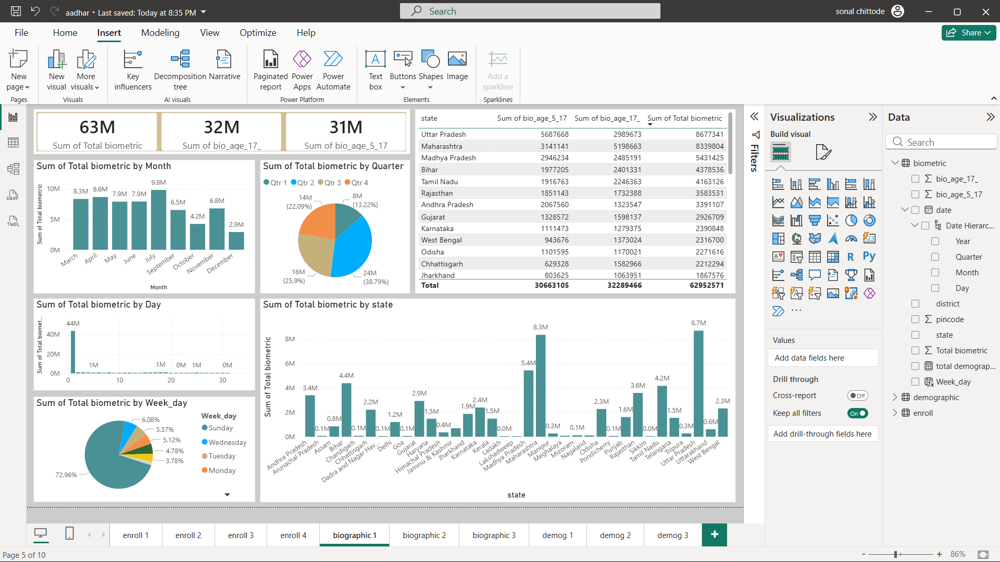 aadhar • Last saved: Today at 8:35 PM
Search
sonal chittode
File Home Insert Modeling View Optimize Help
Share
New page
Pages
New visual
More visuals
Visuals
Key influencers
Decomposition tree
Narrative
AI visuals
Paginated report
Power Apps
Power Automate
Power Platform
Text box
Buttons
Shapes
Image
Elements
Add a sparkline
Sparklines
DAX
TMDL
63M
Sum of Total biometric
32M
Sum of bio_age_17_
31M
Sum of bio_age_5_17
Sum of Total biometric by Month
Sum of Total biometric
10M
5M
0M
8.3M 8.6M 7.9M 7.9M 9.8M 6.5M 4.2M 6.8M 2.9M
March April May June July September October November December
Month
Sum of Total biometric by Quarter
Qtr 1 Qtr 2 Qtr 3 Qtr 4
14M
(22.09%)
8M
(13.22%)
16M
(25.9%)
24M
(38.79%)
state Sum of bio_age_5_17 Sum of bio_age_17_ Sum of Total biometric
Uttar Pradesh 5687668 2989673 8677341
Maharashtra 3141141 5198663 8339804
Madhya Pradesh 2946234 2485191 5431425
Bihar 1977205 2401331 4378536
Tamil Nadu 1916763 2246363 4163126
Rajasthan 1851143 1732388 3583531
Andhra Pradesh 2067560 1323547 3391107
Gujarat 1328572 1598137 2926709
Karnataka 1111473 1279375 2390848
West Bengal 943676 1373024 2316700
Odisha 1101595 1170021 2271616
Chhattisgarh 629328 1582966 2212294
Jharkhand 803625 1063951 1867576
Total 30663105 32289466 62952571
Sum of Total biometric by Day
Sum of Total biomet...
40M
20M
0M
44M 1M 1M 0M 1M 0M
0 10 20 30
Sum of Total biometric by Week_day
6.08%
5.57%
5.12%
4.78%
3.78%
72.96%
Week_day
Sunday
Wednesday
Tuesday
Monday
Sum of Total biometric by state
Sum of Total biometric
8M
6M
4M
2M
0M
3.4M 0.1M 0.8M 4.4M 0.1M 2.2M 0.1M 1.2M 0.1M 2.9M 1.5M 0.4M 1.9M 2.4M 1.5M 0.0M 5.4M 8.3M 0.3M 0.1M 2.3M 0.1M 1.6M 3.6M 0.0M 4.2M 1.5M 0.3M 8.7M 0.6M 2.3M
Andhra Pradesh Arunachal Pradesh Assam Bihar Chandigarh Chhattisgarh Dadra and Nagar Hav... Delhi Goa Gujarat Haryana Himachal Pradesh Jammu & Kashmir Jharkhand Karnataka Kerala Ladakh Lakshadweep Madhya Pradesh Maharashtra Manipur Meghalaya Mizoram Nagaland Odisha Pondicherry Punjab Rajasthan Sikkim Tamil Nadu Telangana Tripura Uttar Pradesh Uttarakhand West Bengal
state
Filters
Visualizations
Build visual
123
R
Py
...
Values
Add data fields here
Drill through
Cross-report Off
Keep all filters On
Add drill-through fields here
Data
Search
biometric
bio_age_17_
bio_age_5_17
date
Date Hierarc...
Year
Quarter
Month
Day
district
pincode
state
Total biometric
total demograp...
Week_day
demographic
enroll
enroll 1 enroll 2 enroll 3 enroll 4 biographic 1 biographic 2 biographic 3 demog 1 demog 2 demog 3 +
Page 5 of 10
- + 86%